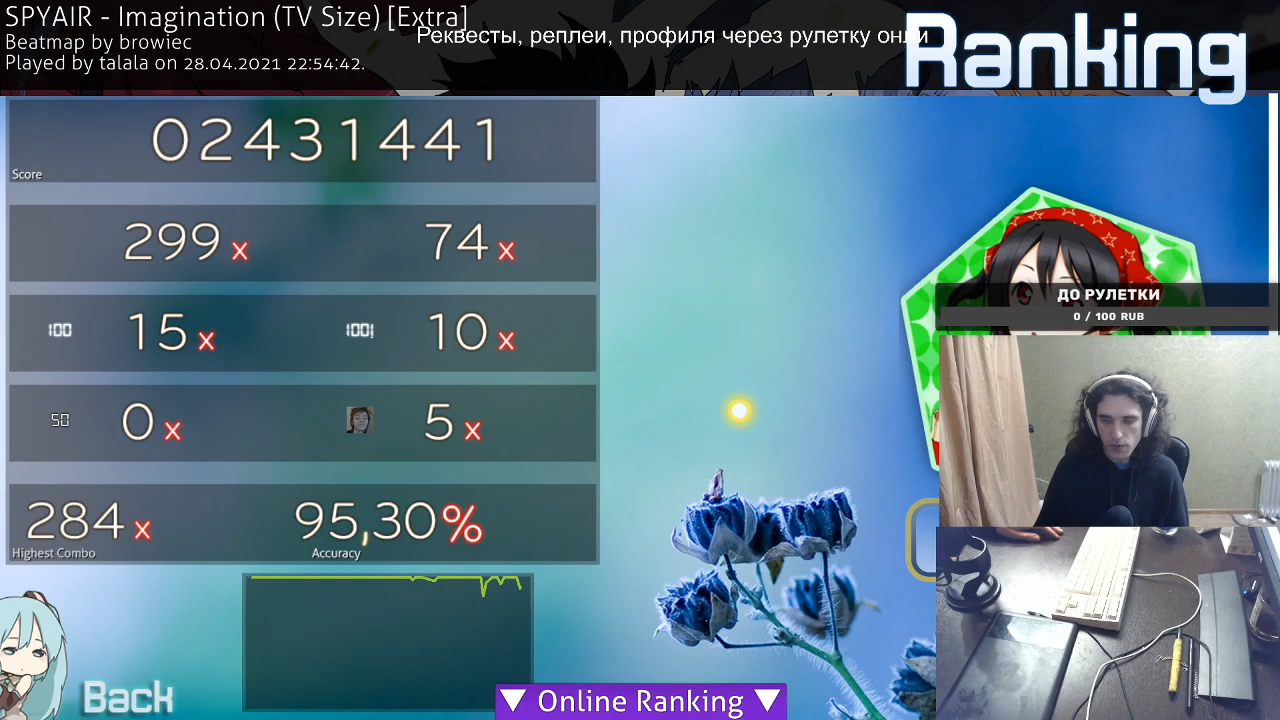 SPYAIR - Imagination (TV Size) [Extra]
Beatmap by browiec
Played by talala on 28.04.2021 22:54:42.
Реквесты, реплеи, профиля через рулетку онли
Ranking
02431441
Score
299x 74x
100 15x 100! 10x
50 0x 5x
284x 95,30%
Highest Combo Accuracy
ДО РУЛЕТКИ
0 / 100 RUB
Back
▼ Online Ranking ▼